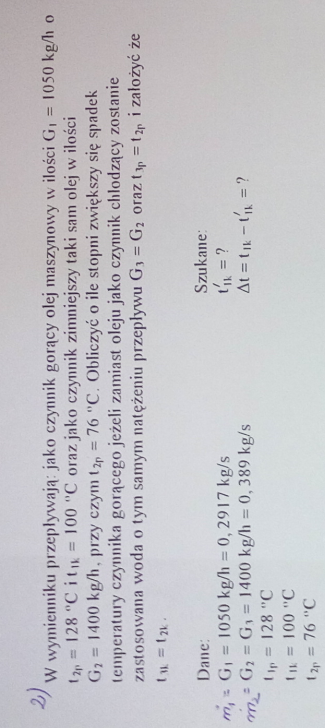 2)
W wymienniku przepływają: jako czynnik gorący olej maszynowy w ilości G1 = 1050 kg/h o
t2p = 128 °C i t1k = 100 °C oraz jako czynnik zimniejszy taki sam olej w ilości
G2 = 1400 kg/h, przy czym t2p = 76 °C. Obliczyć o ile stopni zwiększy się spadek
temperatury czynnika gorącego jeżeli zamiast oleju jako czynnik chłodzący zostanie
zastosowana woda o tym samym natężeniu przepływu G3 = G2 oraz t3p = t2p i założyć że
t3k = t2k.
Dane: Szukane:
ṁ1 = G1 = 1050 kg/h = 0,2917 kg/s t'1k = ?
ṁ2 = G2 = G3 = 1400 kg/h = 0,389 kg/s Δt = t1k − t'1k = ?
t1p = 128 °C
t1k = 100 °C
t2p = 76 °C